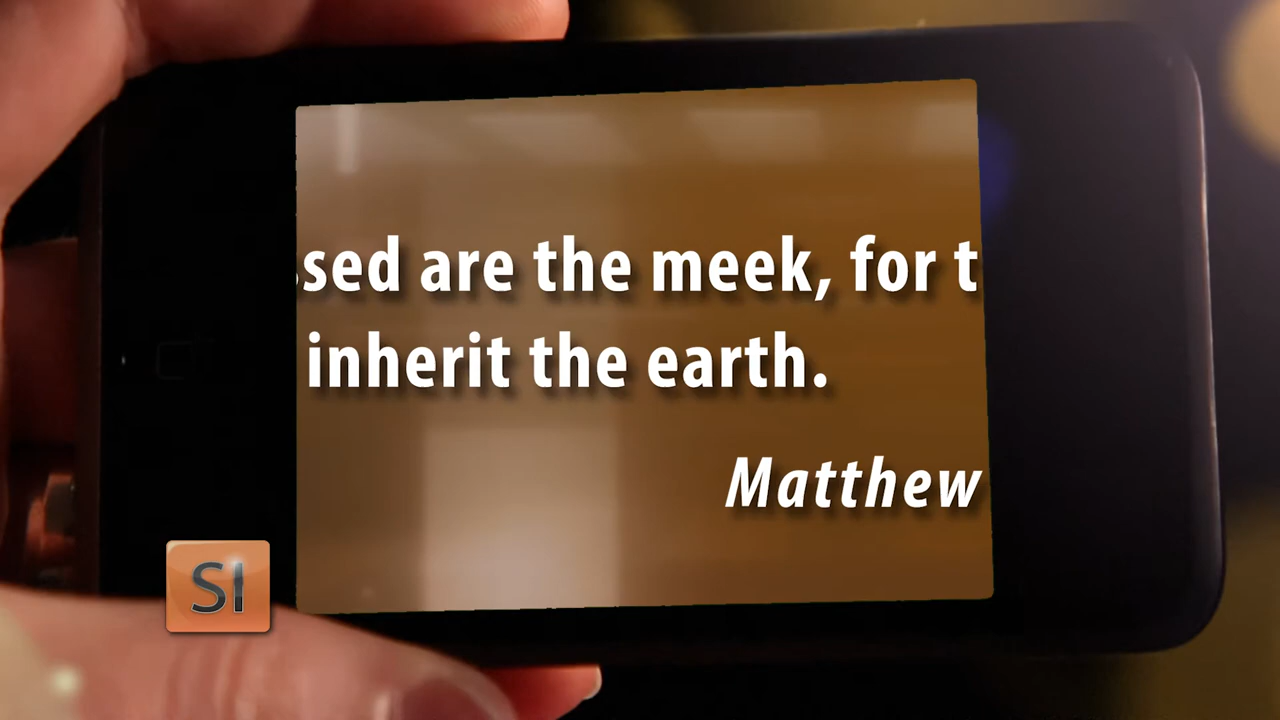 sed are the meek, for t
inherit the earth.
Matthew
SI